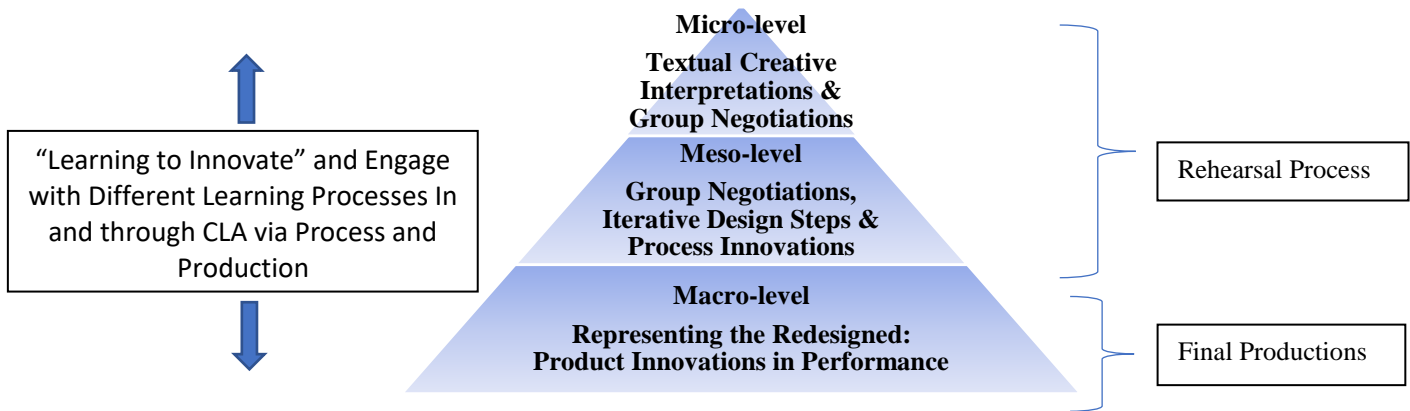 Micro-level
Textual Creative
Interpretations &
Group Negotiations
“Learning to Innovate” and Engage
with Different Learning Processes In
and through CLA via Process and
Production
Meso-level
Group Negotiations,
Iterative Design Steps &
Process Innovations
Rehearsal Process
Macro-level
Representing the Redesigned:
Product Innovations in Performance
Final Productions